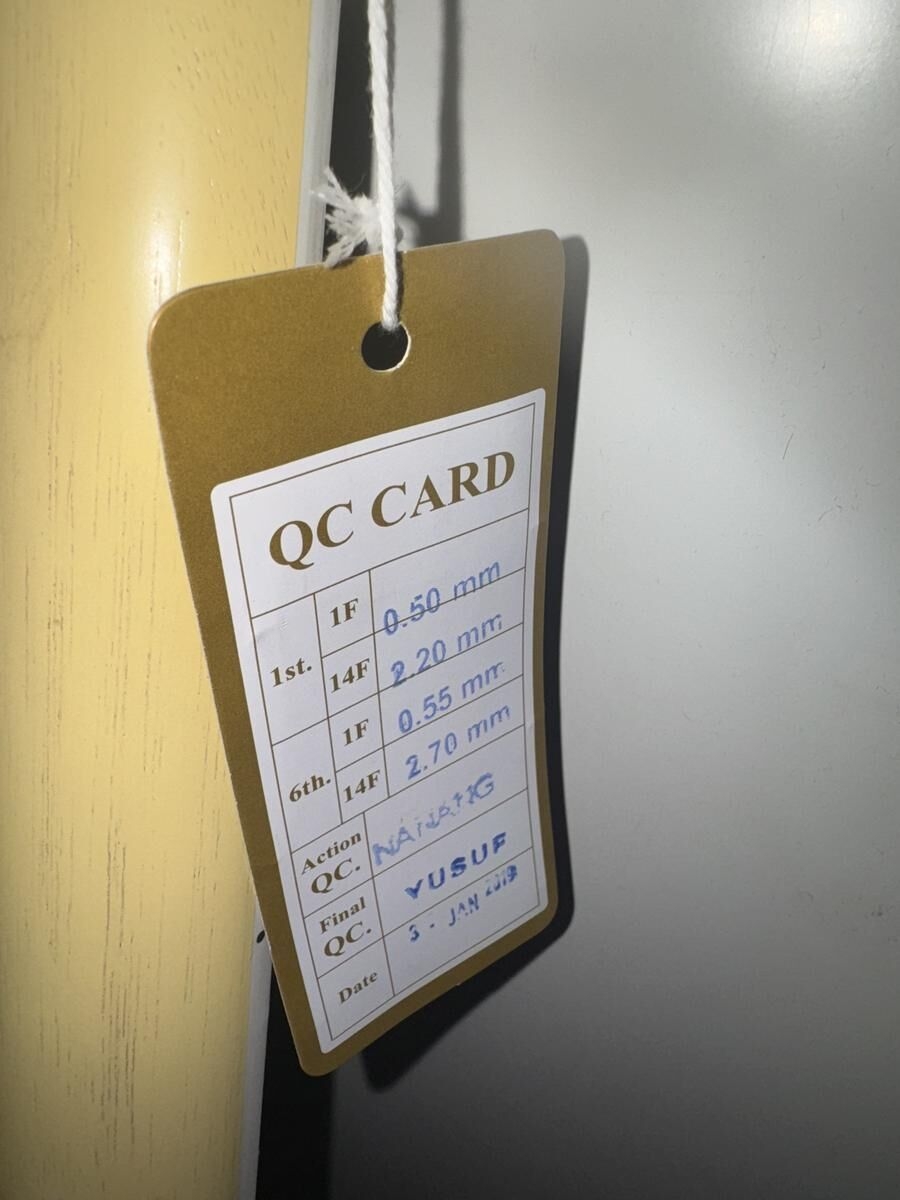 QC CARD
1st. 1F 0.50 mm
14F 2.20 mm
6th. 1F 0.55 mm
14F 2.70 mm
Action QC. NANANG
Final QC. YUSUF
Date 3 - JAN 2019